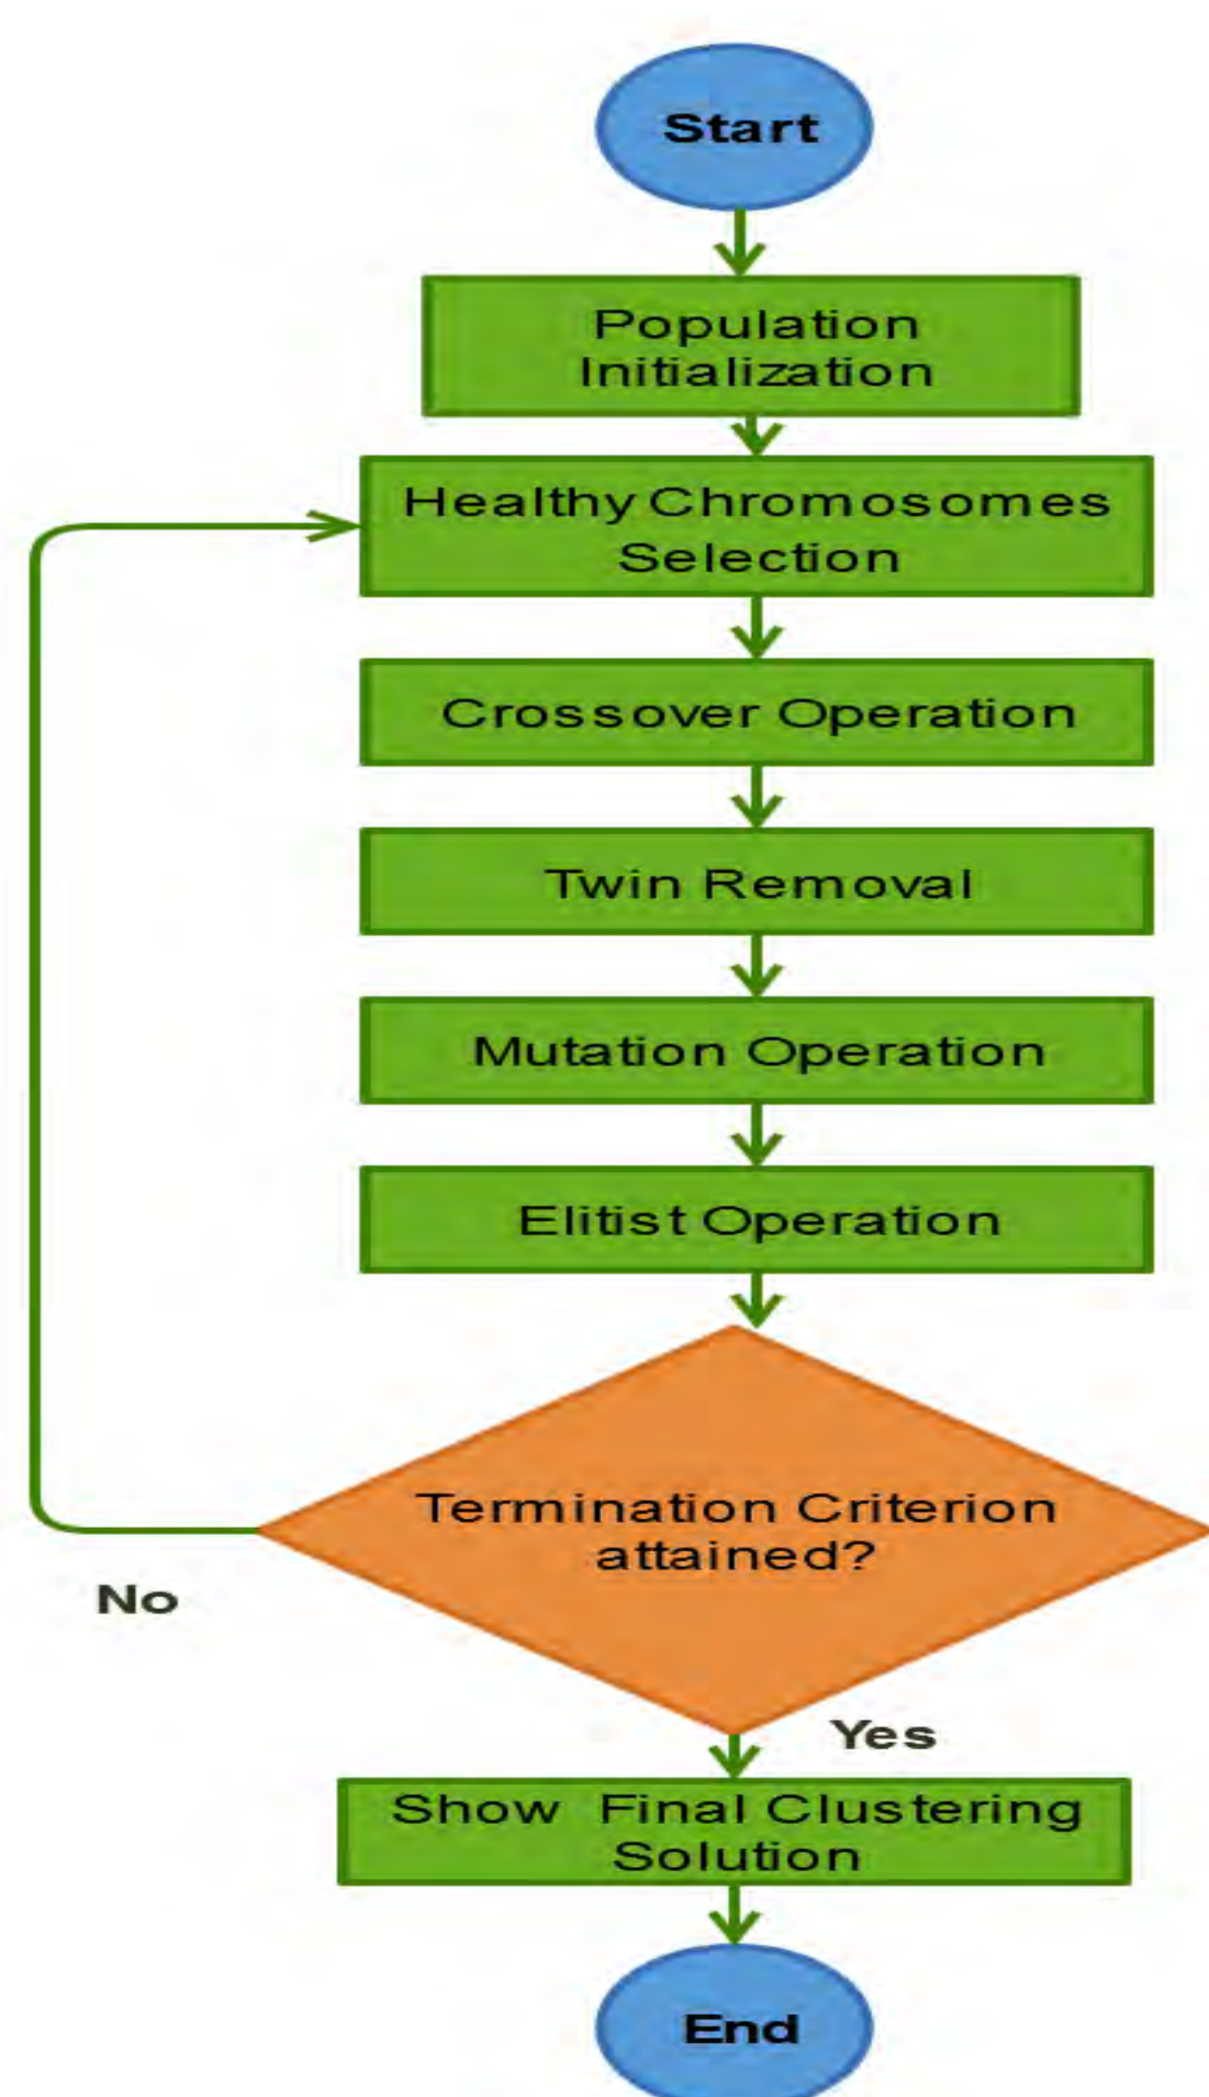 Start
Population
Initialization
Healthy Chromosomes
Selection
Crossover Operation
Twin Removal
Mutation Operation
Elitist Operation
Termination Criterion
attained?
No
Yes
Show Final Clustering
Solution
End